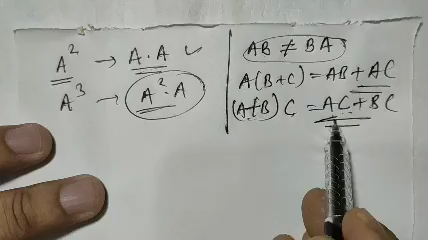 A² → A·A ✓
A³ → A²·A
AB ≠ BA
A(B+C) = AB+AC
(A+B)C = AC+BC